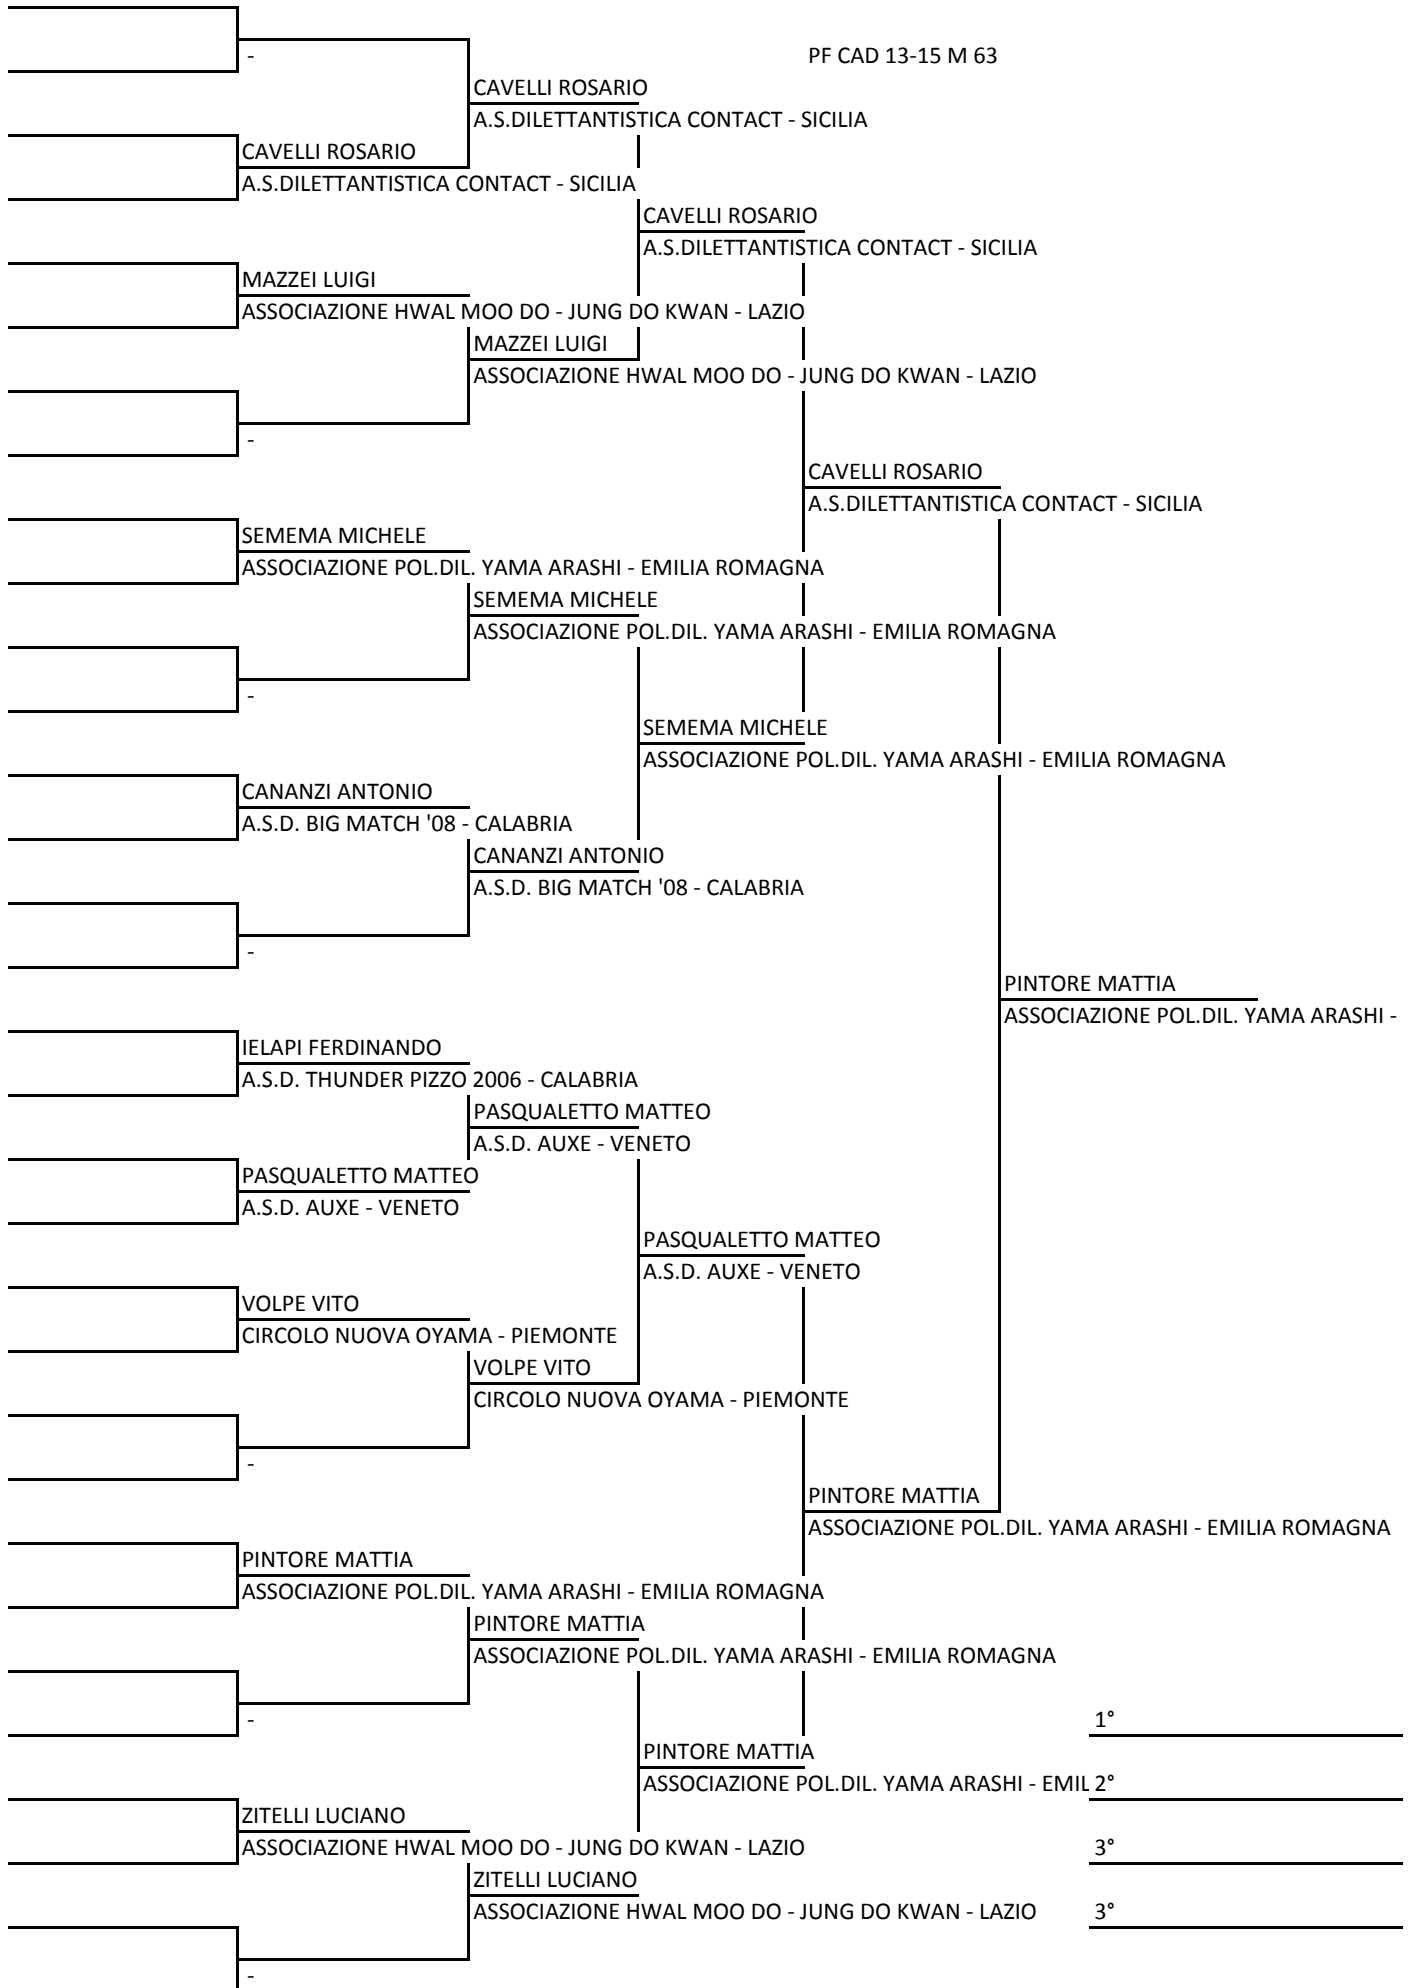 -
PF CAD 13-15 M 63
CAVELLI ROSARIO
A.S.DILETTANTISTICA CONTACT - SICILIA
CAVELLI ROSARIO
A.S.DILETTANTISTICA CONTACT - SICILIA
CAVELLI ROSARIO
A.S.DILETTANTISTICA CONTACT - SICILIA
MAZZEI LUIGI
ASSOCIAZIONE HWAL MOO DO - JUNG DO KWAN - LAZIO
MAZZEI LUIGI
ASSOCIAZIONE HWAL MOO DO - JUNG DO KWAN - LAZIO
-
CAVELLI ROSARIO
A.S.DILETTANTISTICA CONTACT - SICILIA
SEMEMA MICHELE
ASSOCIAZIONE POL.DIL. YAMA ARASHI - EMILIA ROMAGNA
SEMEMA MICHELE
ASSOCIAZIONE POL.DIL. YAMA ARASHI - EMILIA ROMAGNA
-
SEMEMA MICHELE
ASSOCIAZIONE POL.DIL. YAMA ARASHI - EMILIA ROMAGNA
CANANZI ANTONIO
A.S.D. BIG MATCH '08 - CALABRIA
CANANZI ANTONIO
A.S.D. BIG MATCH '08 - CALABRIA
-
PINTORE MATTIA
ASSOCIAZIONE POL.DIL. YAMA ARASHI -
IELAPI FERDINANDO
A.S.D. THUNDER PIZZO 2006 - CALABRIA
PASQUALETTO MATTEO
A.S.D. AUXE - VENETO
PASQUALETTO MATTEO
A.S.D. AUXE - VENETO
PASQUALETTO MATTEO
A.S.D. AUXE - VENETO
VOLPE VITO
CIRCOLO NUOVA OYAMA - PIEMONTE
VOLPE VITO
CIRCOLO NUOVA OYAMA - PIEMONTE
-
PINTORE MATTIA
ASSOCIAZIONE POL.DIL. YAMA ARASHI - EMILIA ROMAGNA
PINTORE MATTIA
ASSOCIAZIONE POL.DIL. YAMA ARASHI - EMILIA ROMAGNA
PINTORE MATTIA
ASSOCIAZIONE POL.DIL. YAMA ARASHI - EMILIA ROMAGNA
-
1°
PINTORE MATTIA
ASSOCIAZIONE POL.DIL. YAMA ARASHI - EMIL
2°
ZITELLI LUCIANO
ASSOCIAZIONE HWAL MOO DO - JUNG DO KWAN - LAZIO
3°
ZITELLI LUCIANO
ASSOCIAZIONE HWAL MOO DO - JUNG DO KWAN - LAZIO
3°
-